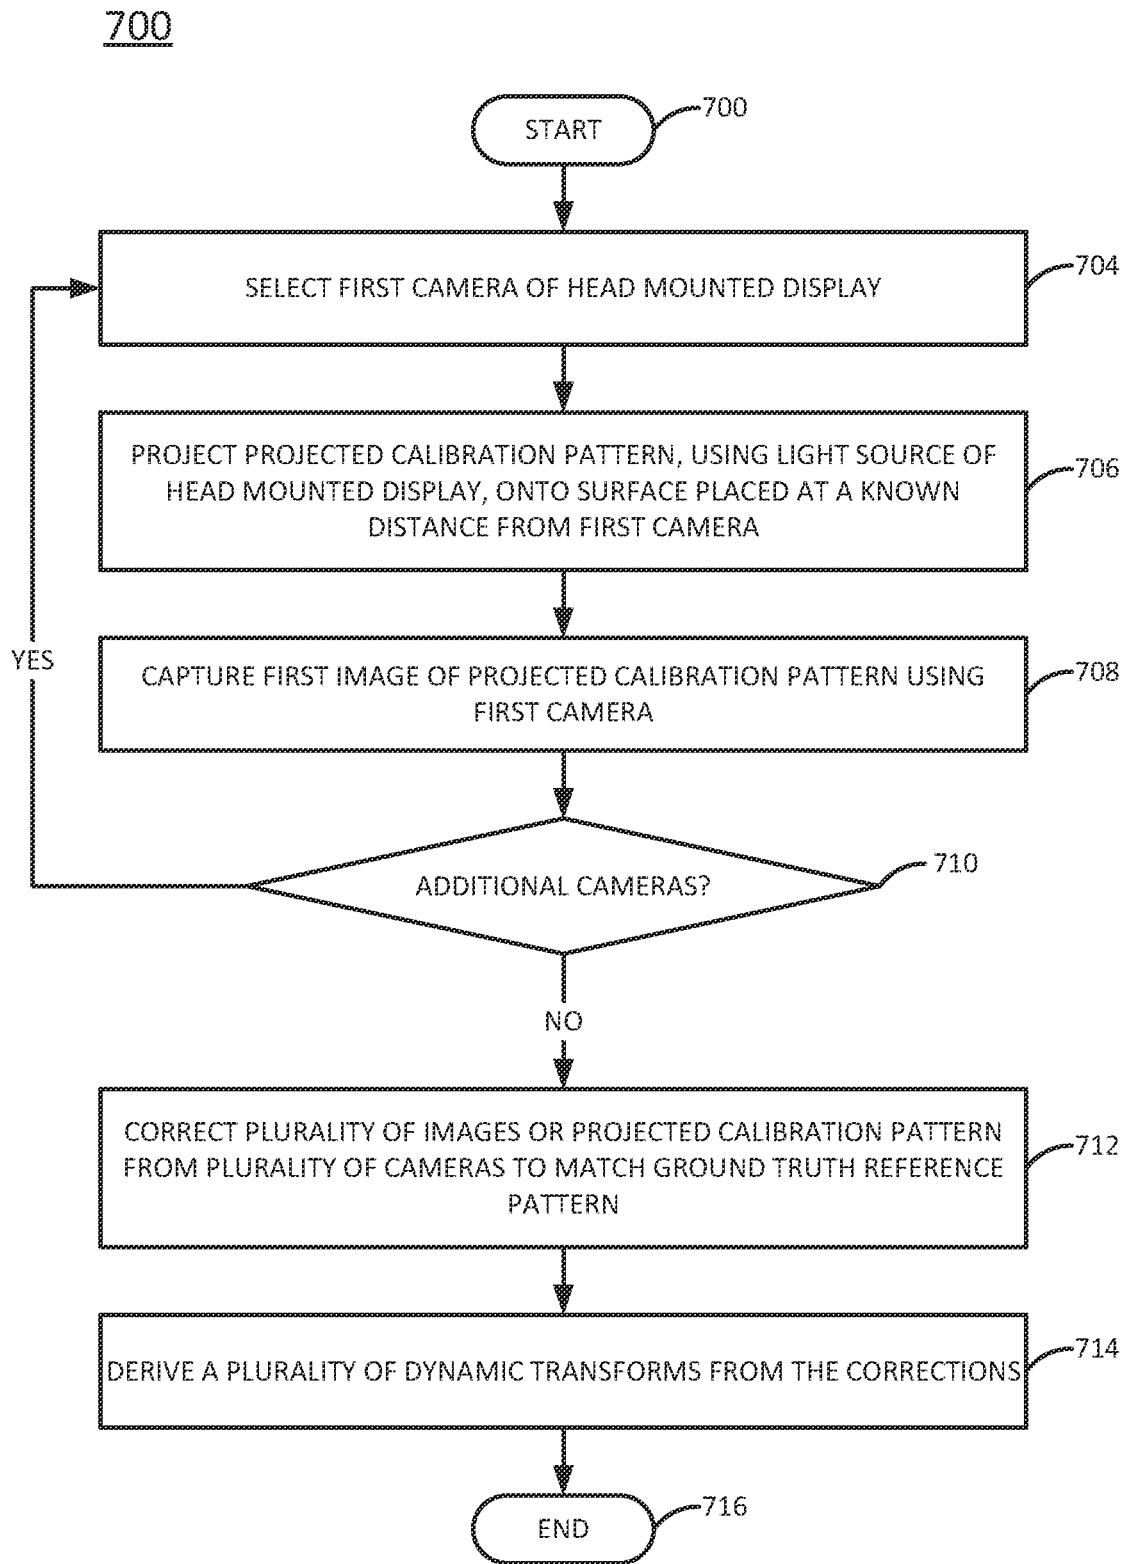 700
START
700
SELECT FIRST CAMERA OF HEAD MOUNTED DISPLAY
704
PROJECT PROJECTED CALIBRATION PATTERN, USING LIGHT SOURCE OF
HEAD MOUNTED DISPLAY, ONTO SURFACE PLACED AT A KNOWN
DISTANCE FROM FIRST CAMERA
706
CAPTURE FIRST IMAGE OF PROJECTED CALIBRATION PATTERN USING
FIRST CAMERA
708
YES
ADDITIONAL CAMERAS?
710
NO
CORRECT PLURALITY OF IMAGES OR PROJECTED CALIBRATION PATTERN
FROM PLURALITY OF CAMERAS TO MATCH GROUND TRUTH REFERENCE
PATTERN
712
DERIVE A PLURALITY OF DYNAMIC TRANSFORMS FROM THE CORRECTIONS
714
END
716